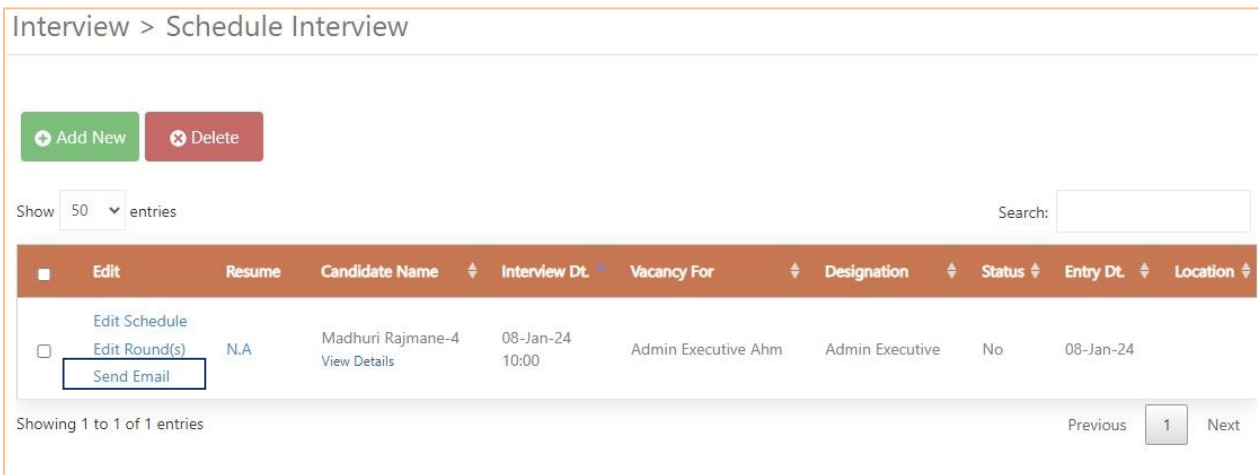 Interview > Schedule Interview
Add New Delete
Show 50 entries Search:
Edit Resume Candidate Name Interview Dt. Vacancy For Designation Status Entry Dt. Location
Edit Schedule
Edit Round(s) N.A Madhuri Rajmane-4 08-Jan-24 Admin Executive Ahm Admin Executive No 08-Jan-24
View Details 10:00
Send Email
Showing 1 to 1 of 1 entries Previous 1 Next